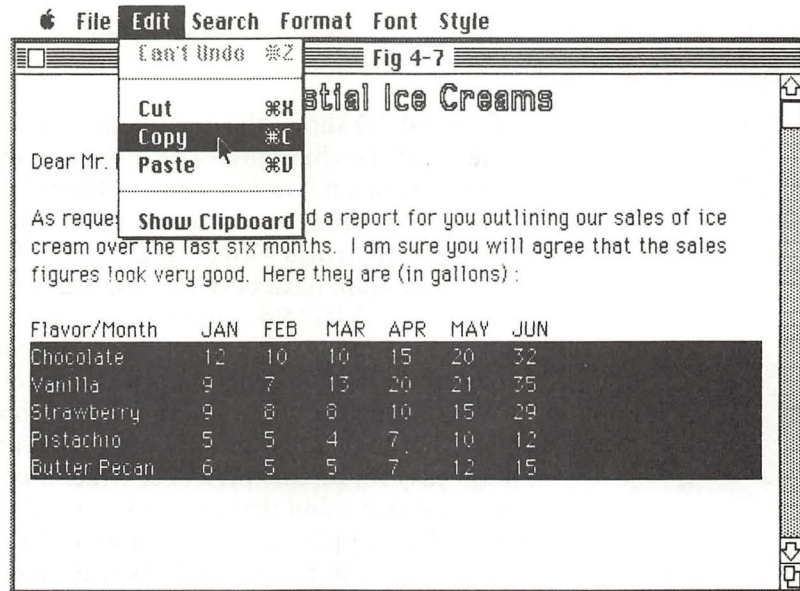 File Edit Search Format Font Style
Fig 4-7
Can't Undo ⌘Z
Cut ⌘X
Copy ⌘C
Paste ⌘V
Show Clipboard
stial Ice Creams
Dear Mr.
As reques d a report for you outlining our sales of ice
cream over the last six months. I am sure you will agree that the sales
figures look very good. Here they are (in gallons) :
Flavor/Month JAN FEB MAR APR MAY JUN
Chocolate 12 10 10 15 20 32
Vanilla 9 7 13 20 21 35
Strawberry 9 8 8 10 15 29
Pistachio 5 5 4 7 10 12
Butter Pecan 6 5 5 7 12 15